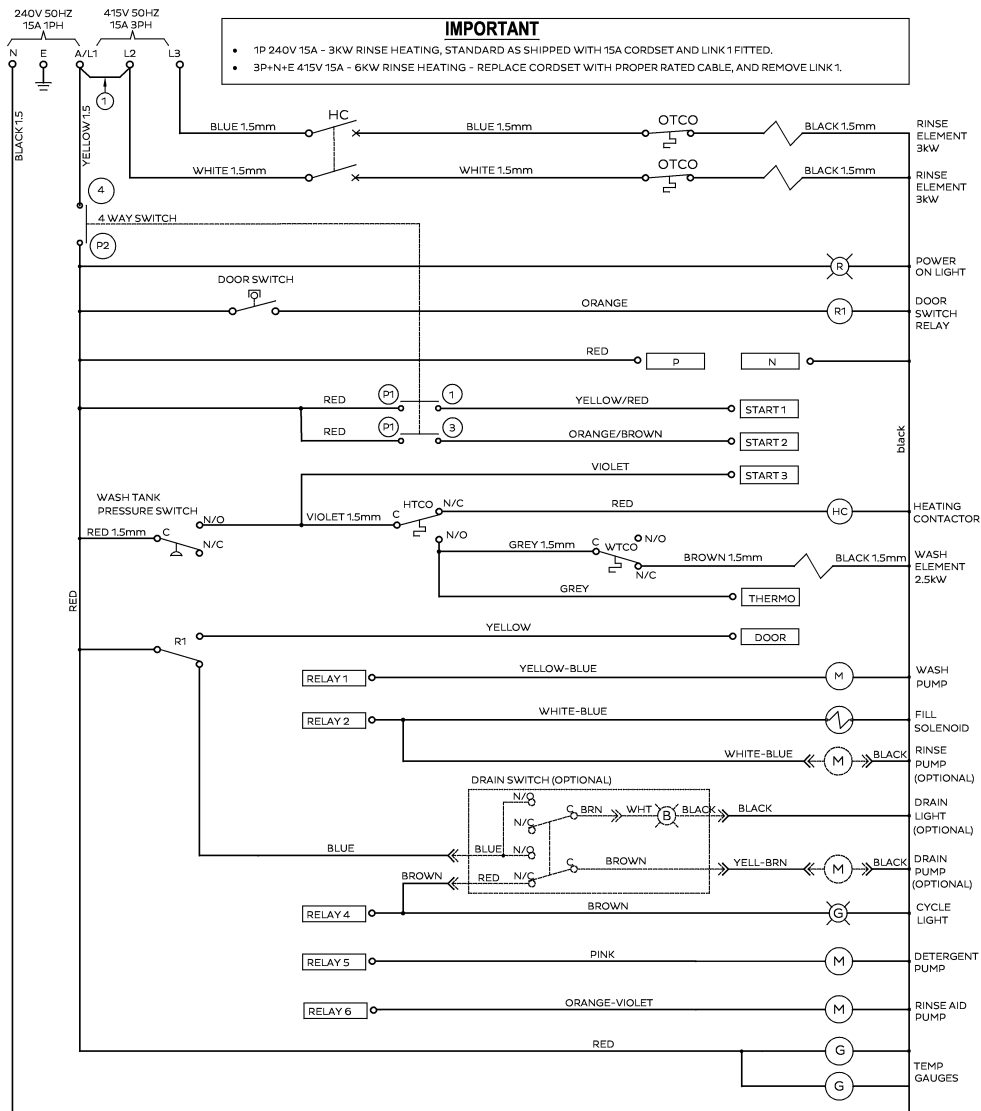 240V 50HZ
15A 1PH
415V 50HZ
15A 3PH
N
E
A/L1
L2
L3
IMPORTANT
• 1P 240V 15A - 3KW RINSE HEATING, STANDARD AS SHIPPED WITH 15A CORDSET AND LINK 1 FITTED.
• 3P+N+E 415V 15A - 6KW RINSE HEATING - REPLACE CORDSET WITH PROPER RATED CABLE, AND REMOVE LINK 1.
1
BLACK 1.5
YELLOW 1.5
BLUE 1.5mm
HC
BLUE 1.5mm
OTCO
BLACK 1.5mm
RINSE
ELEMENT
3kW
WHITE 1.5mm
WHITE 1.5mm
OTCO
BLACK 1.5mm
RINSE
ELEMENT
3kW
4
4 WAY SWITCH
P2
R
POWER
ON LIGHT
DOOR SWITCH
ORANGE
R1
DOOR
SWITCH
RELAY
RED
P
N
RED
P1
1
YELLOW/RED
START 1
RED
P1
3
ORANGE/BROWN
START 2
black
VIOLET
START 3
WASH TANK
PRESSURE SWITCH
RED 1.5mm
C
N/O
N/C
VIOLET 1.5mm
C
HTCO
N/C
N/O
RED
HC
HEATING
CONTACTOR
GREY 1.5mm
C
WTCO
N/O
N/C
BROWN 1.5mm
BLACK 1.5mm
WASH
ELEMENT
2.5kW
GREY
THERMO
RED
R1
YELLOW
DOOR
RELAY 1
YELLOW-BLUE
M
WASH
PUMP
RELAY 2
WHITE-BLUE
FILL
SOLENOID
WHITE-BLUE
M
BLACK
RINSE
PUMP
(OPTIONAL)
DRAIN SWITCH (OPTIONAL)
N/O
N/C
C
BRN
WHT
B
BLACK
BLACK
DRAIN
LIGHT
(OPTIONAL)
BLUE
BLUE
N/O
BROWN
RED
N/C
C
BROWN
YELL-BRN
M
BLACK
DRAIN
PUMP
(OPTIONAL)
RELAY 4
BROWN
G
CYCLE
LIGHT
RELAY 5
PINK
M
DETERGENT
PUMP
RELAY 6
ORANGE-VIOLET
M
RINSE AID
PUMP
RED
G
G
TEMP
GAUGES